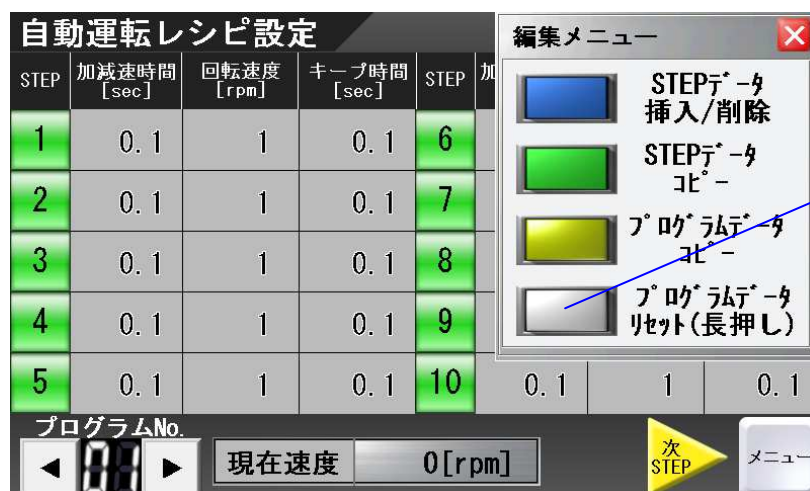 自動運転レシピ設定
STEP 加減速時間[sec] 回転速度[rpm] キープ時間[sec] STEP 加
1 0.1 1 0.1 6
2 0.1 1 0.1 7
3 0.1 1 0.1 8
4 0.1 1 0.1 9
5 0.1 1 0.1 10 0.1 1 0.1
編集メニュー
STEPﾃﾞｰﾀ
挿入/削除
STEPﾃﾞｰﾀ
ｺﾋﾟｰ
ﾌﾟﾛｸﾞﾗﾑﾃﾞｰﾀ
ｺﾋﾟｰ
ﾌﾟﾛｸﾞﾗﾑﾃﾞｰﾀ
ﾘｾｯﾄ(長押し)
プログラムNo.
01
現在速度 0[rpm]
次
STEP
メニュー